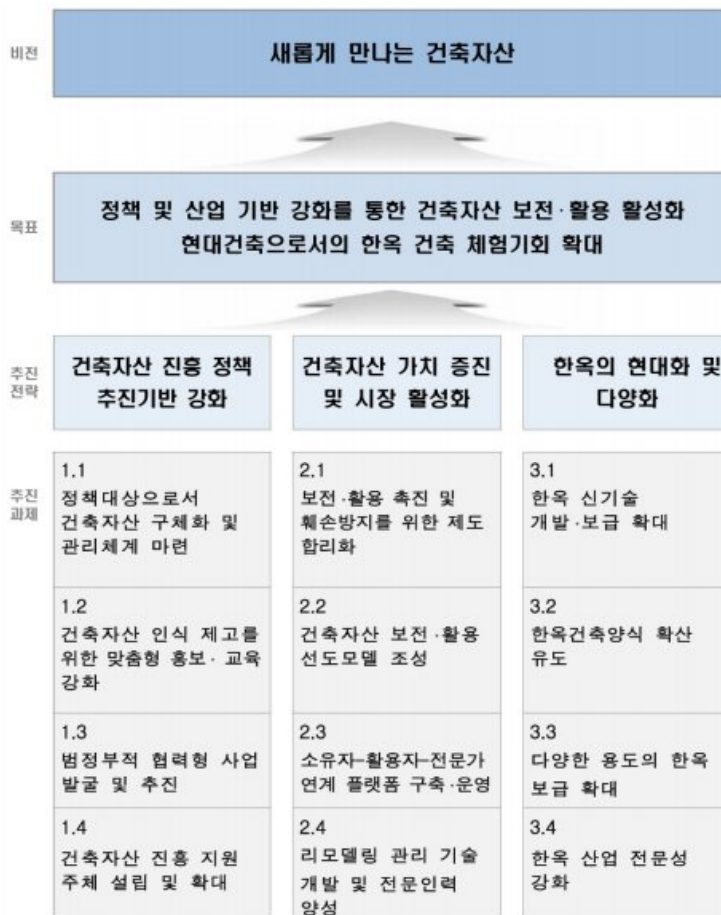 비전
새롭게 만나는 건축자산
목표
정책 및 산업 기반 강화를 통한 건축자산 보전·활용 활성화
현대건축으로서의 한옥 건축 체험기회 확대
추진
전략
건축자산 진흥 정책
추진기반 강화
건축자산 가치 증진
및 시장 활성화
한옥의 현대화 및
다양화
추진
과제
1.1
정책대상으로서
건축자산 구체화 및
관리체계 마련
2.1
보전·활용 촉진 및
훼손방지를 위한 제도
합리화
3.1
한옥 신기술
개발·보급 확대
1.2
건축자산 인식 제고를
위한 맞춤형 홍보·교육
강화
2.2
건축자산 보전·활용
선도모델 조성
3.2
한옥건축양식 확산
유도
1.3
범정부적 협력형 사업
발굴 및 추진
2.3
소유자-활용자-전문가
연계 플랫폼 구축·운영
3.3
다양한 용도의 한옥
보급 확대
1.4
건축자산 진흥 지원
주체 설립 및 확대
2.4
리모델링 관리 기술
개발 및 전문인력
양성
3.4
한옥 산업 전문성
강화